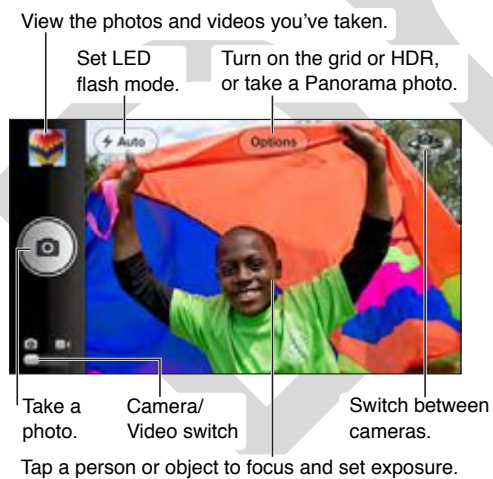 View the photos and videos you've taken.
Set LED
flash mode.
Turn on the grid or HDR,
or take a Panorama photo.
Auto
Options
Take a
photo.
Camera/
Video switch
Switch between
cameras.
Tap a person or object to focus and set exposure.